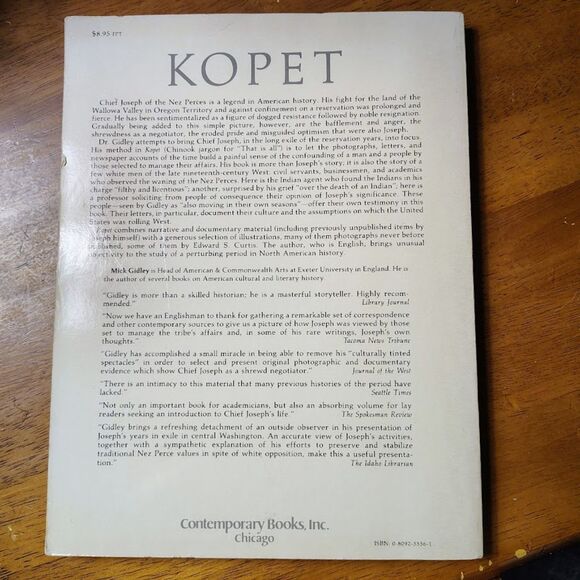 $8.95 FPT
KOPET
Chief Joseph of the Nez Perces is a legend in American history. His fight for the land of the
Wallowa Valley in Oregon Territory and against confinement on a reservation was prolonged and
fierce. He has been sentimentalized as a figure of dogged resistance followed by noble resignation.
Gradually being added to this simple picture, however, are the bafflement and anger, the
shrewdness as a negotiator, the eroded pride and misguided optimism that were also Joseph.
Dr. Gidley attempts to bring Chief Joseph, in the long exile of the reservation years, into focus.
His method in Kopet (Chinook jargon for "That is all") is to let the photographs, letters, and
newspaper accounts of the time build a painful sense of the confounding of a man and a people by
those selected to manage their affairs. His book is more than Joseph's story; it is also the story of a
few white men of the late nineteenth-century West: civil servants, businessmen, and academics
who observed the waning of the Nez Perces. Here is the Indian agent who found the Indians in his
charge "filthy and licentious"; another, surprised by his grief "over the death of an Indian"; here is
a professor soliciting from people of consequence their opinion of Joseph's significance. These
people—seen by Gidley as "also moving in their own seasons"—offer their own testimony in this
book. Their letters, in particular, document their culture and the assumptions on which the United
States was rolling West.
Kopet combines narrative and documentary material (including previously unpublished items by
Joseph himself) with a generous selection of illustrations, many of them photographs never before
published, some of them by Edward S. Curtis. The author, who is English, brings unusual
objectivity to the study of a perturbing period in North American history.
Mick Gidley is Head of American & Commonwealth Arts at Exeter University in England. He is
the author of several books on American cultural and literary history.
"Gidley is more than a skilled historian; he is a masterful storyteller. Highly recom-
mended." Library Journal
"Now we have an Englishman to thank for gathering a remarkable set of correspondence
and other contemporary sources to give us a picture of how Joseph was viewed by those
set to manage the tribe's affairs and, in some of his rare writings, Joseph's own
thoughts." Tacoma News Tribune
"Gidley has accomplished a small miracle in being able to remove his "culturally tinted
spectacles" in order to select and present original photographic and documentary
evidence which show Chief Joseph as a shrewd negotiator." Journal of the West
"There is an intimacy to this material that many previous histories of the period have
lacked." Seattle Times
"Not only an important book for academicians, but also an absorbing volume for lay
readers seeking an introduction to Chief Joseph's life." The Spokesman Review
"Gidley brings a refreshing detachment of an outside observer in his presentation of
Joseph's years in exile in central Washington. An accurate view of Joseph's activities,
together with a sympathetic explanation of his efforts to preserve and stabilize
traditional Nez Perce values in spite of white opposition, make this a useful presenta-
tion." The Idaho Librarian
Contemporary Books, Inc.
Chicago
ISBN: 0-8092-5556-1